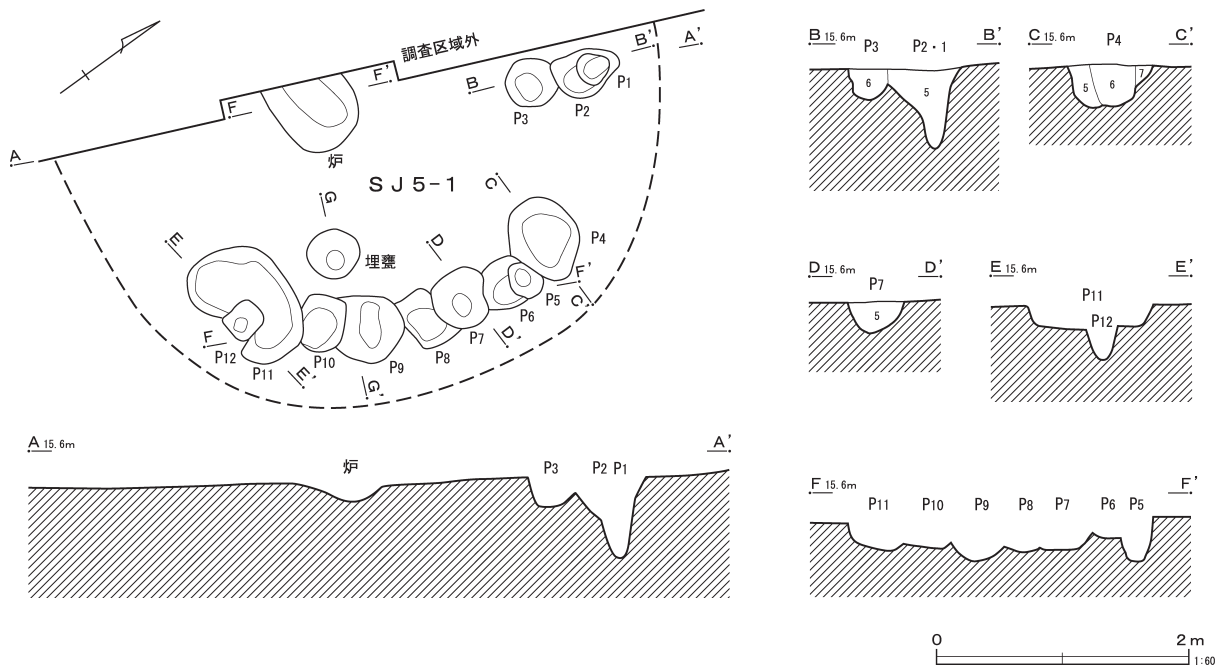 調査区域外
B'
A'
F'
B
P1
P3
P2
F
A
炉
SJ5-1
G
C
E
埋甕
D
P4
F'
C'
P5
P6
D'
P7
F
P12
P11
P10
E'
P9
P8
G'
A 15.6m
A'
炉
P3
P2 P1
B 15.6m
P3
P2・1
B'
6
5
C 15.6m
P4
C'
5
6
7
D 15.6m
P7
D'
5
E 15.6m
P11
P12
E'
F 15.6m
P11
P10
P9
P8
P7
P6
P5
F'
0
2m
1:60